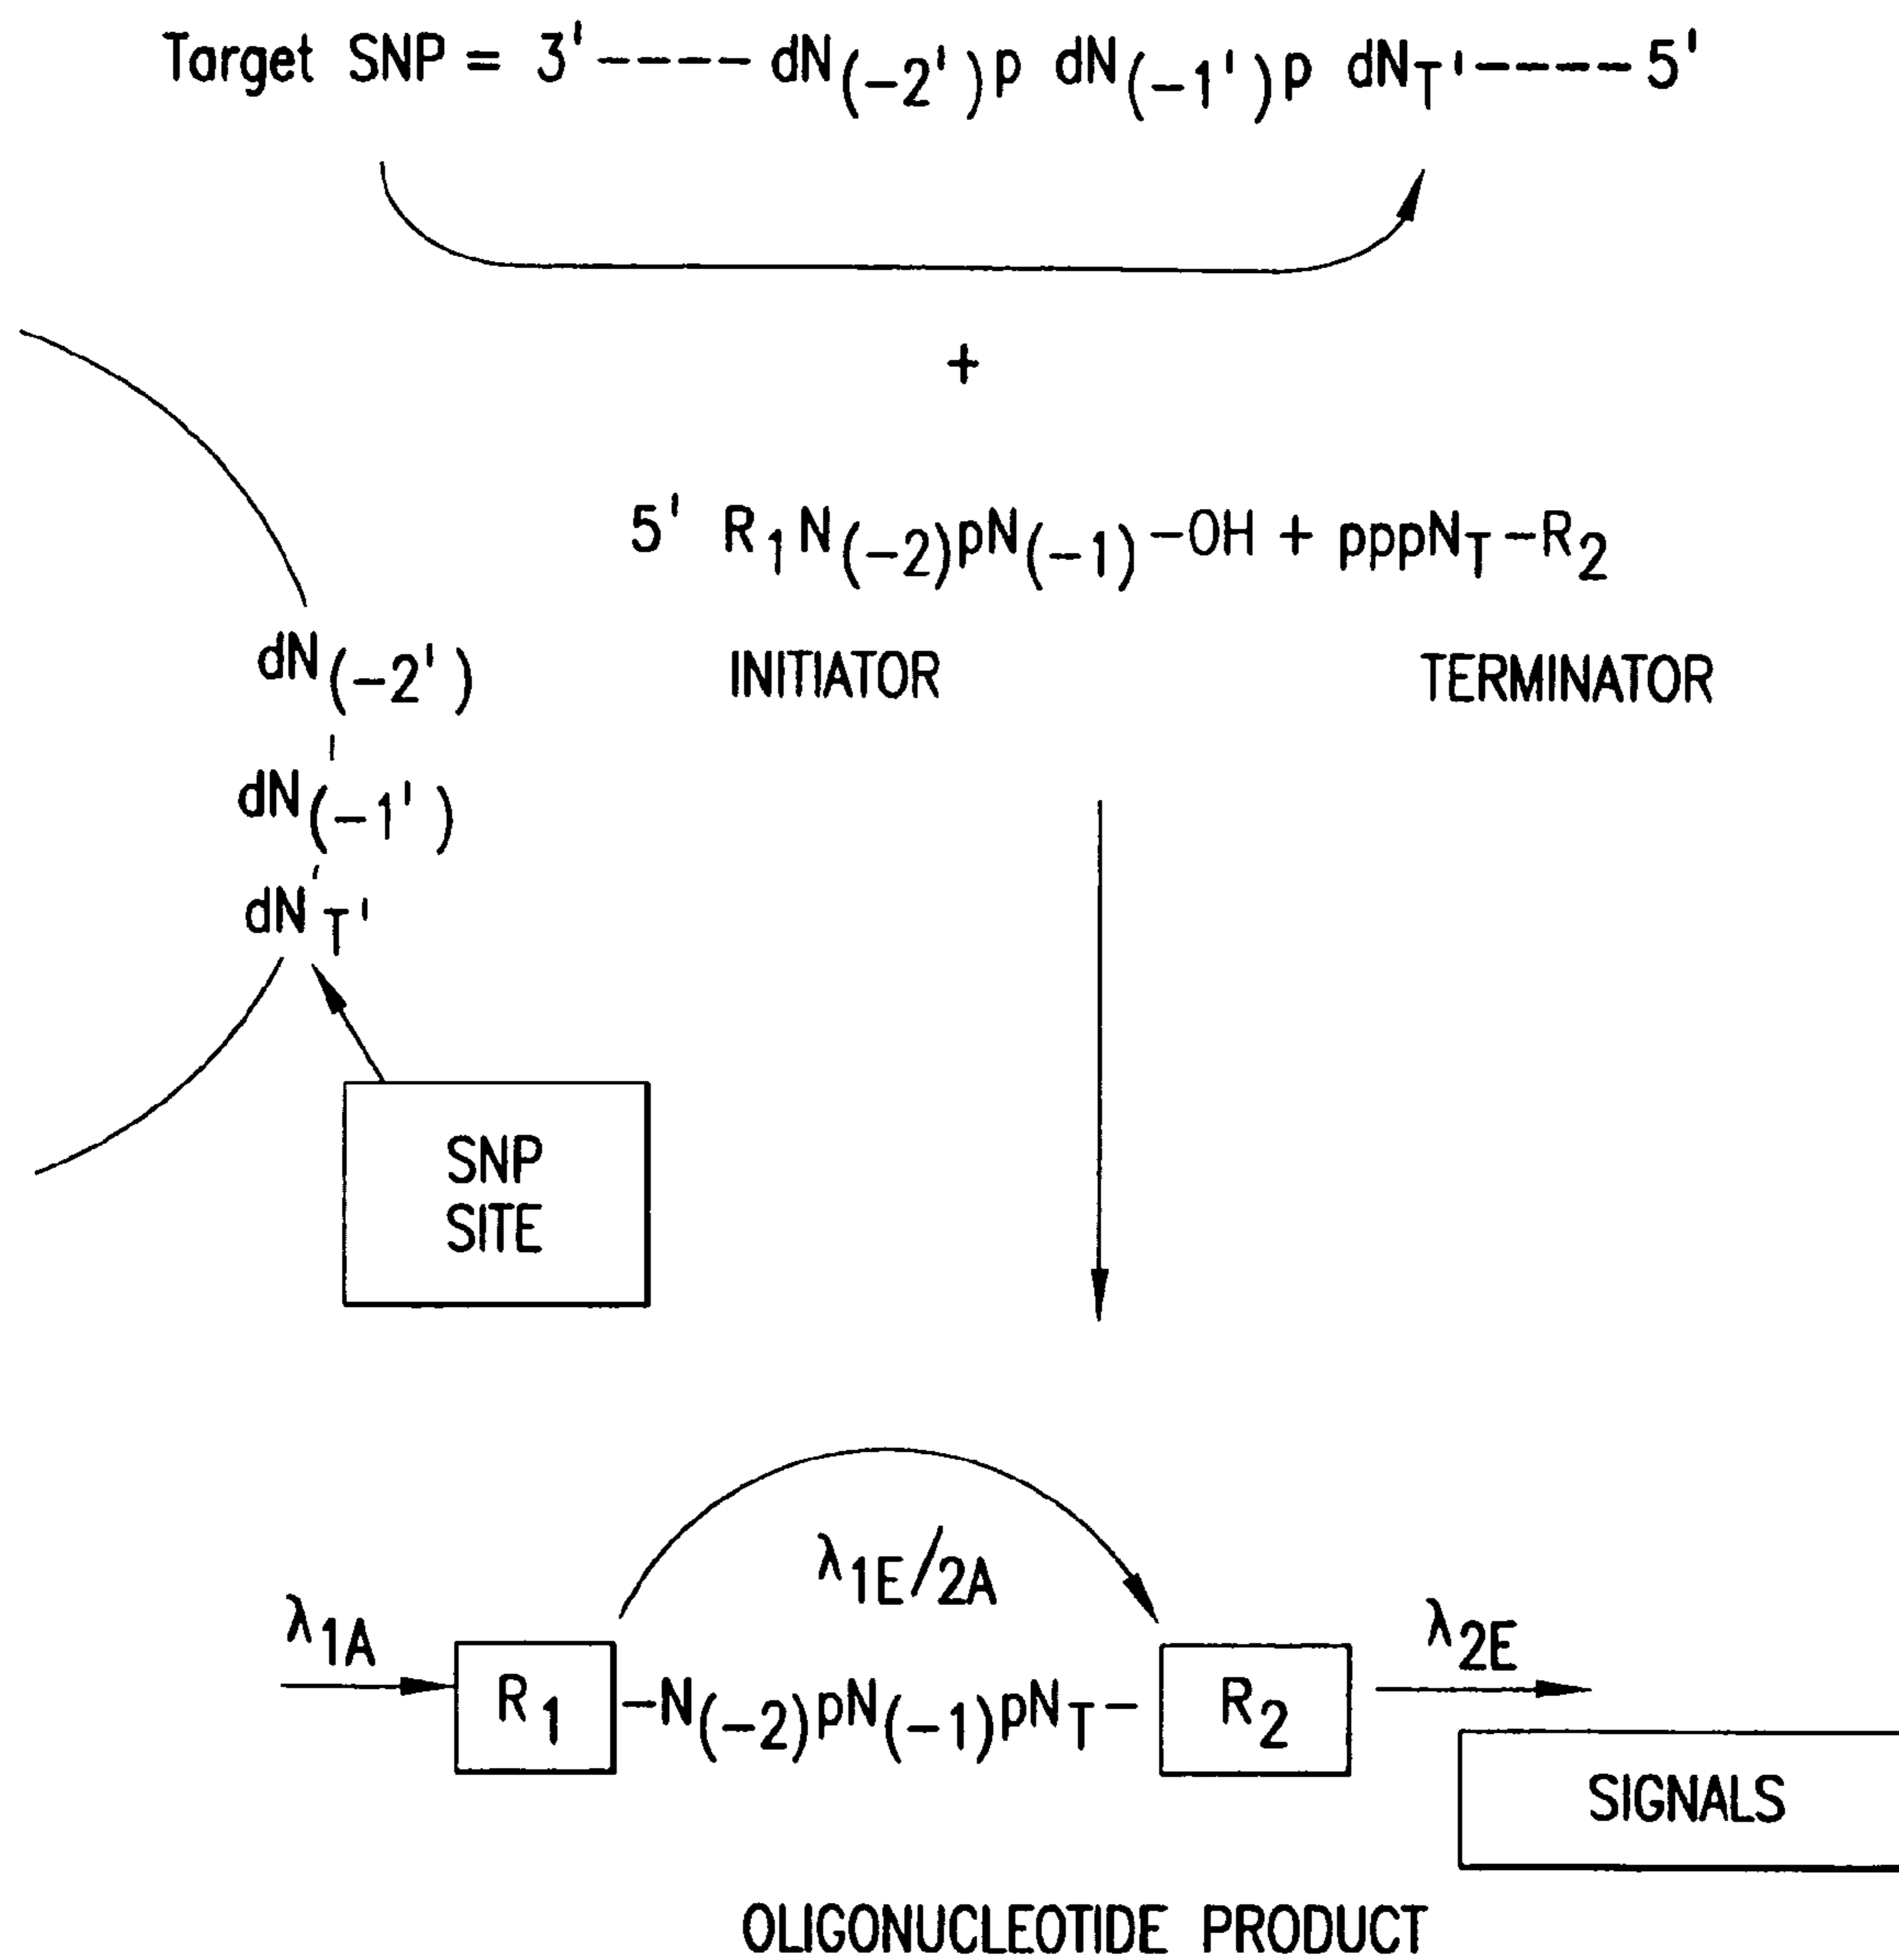 Target SNP = 3'---- dN(-2')p dN(-1')p dNT'----5'
+
5' R1N(-2)pN(-1)-OH + pppNT-R2
INITIATOR TERMINATOR
dN(-2')
dN(-1')
dNT'
SNP
SITE
λ1E/2A
λ1A
λ2E
R1 -N(-2)pN(-1)pNT- R2
SIGNALS
OLIGONUCLEOTIDE PRODUCT